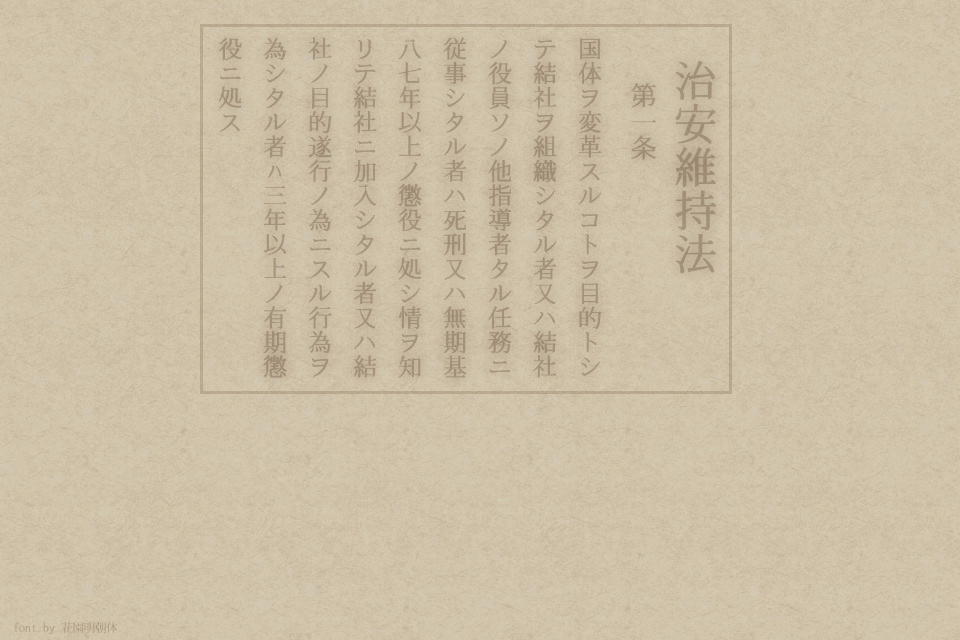 治安維持法
第一条
国体ヲ変革スルコトヲ目的トシ
テ結社ヲ組織シタル者又ハ結社
ノ役員ソノ他指導者タル任務ニ
従事シタル者ハ死刑又ハ無期基
八七年以上ノ懲役ニ処シ情ヲ知
リテ結社ニ加入シタル者又ハ結
社ノ目的遂行ノ為ニスル行為ヲ
為シタル者ハ三年以上ノ有期懲
役ニ処ス
font by 花園明朝体